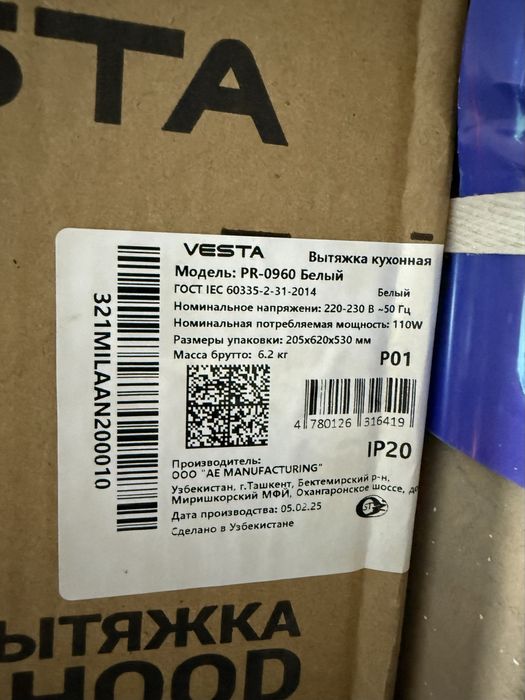 STA
VESTA
Вытяжка кухонная
Модель: PR-0960 Белый
ГОСТ IEC 60335-2-31-2014 Белый
Номинальное напряжени: 220-230 В ~50 Гц
Номинальная потребляемая мощность: 110W
Размеры упаковки: 205x620x530 мм
Масса брутто: 6.2 кг
P01
4 780126 316419
IP20
Производитель:
ООО "AE MANUFACTURING"
Узбекистан, г.Ташкент, Бектемирский р-н,
Миришкорский МФЙ, Охангаронское шоссе, до
Дата производства: 05.02.25
Сделано в Узбекистане
321MILAAN200010
ЫТЯЖКА
HOOD